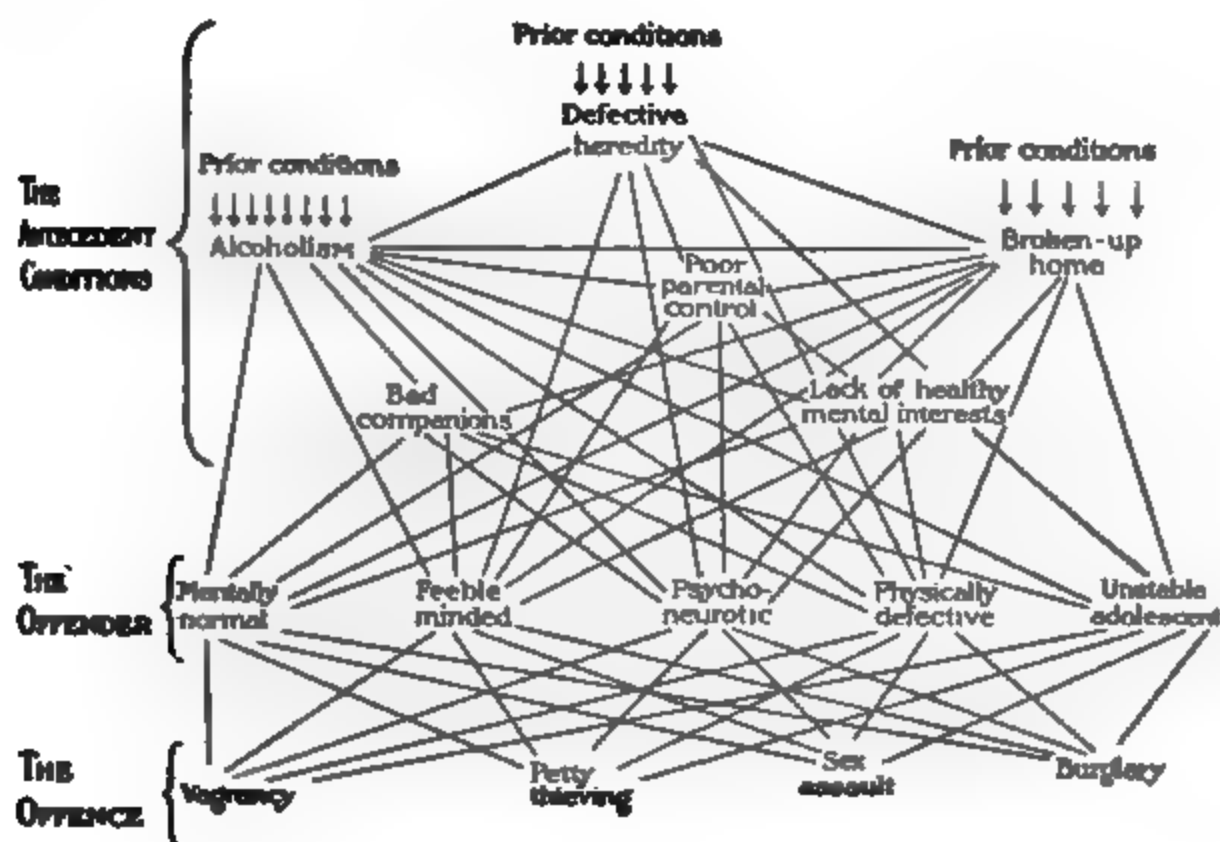 Prior conditions
Defective
heredity
Prior conditions
Prior conditions
THE
ANTECEDENT
CONDITIONS
Alcoholism
Broken-up
home
Poor
parental
control
Bad
companions
Lack of healthy
mental interests
THE
OFFENDER
Mentally
normal
Feeble
minded
Psycho-
neurotic
Physically
defective
Unstable
adolescent
THE
OFFENCE
Vagrancy
Petty
thieving
Sex
assault
Burglary